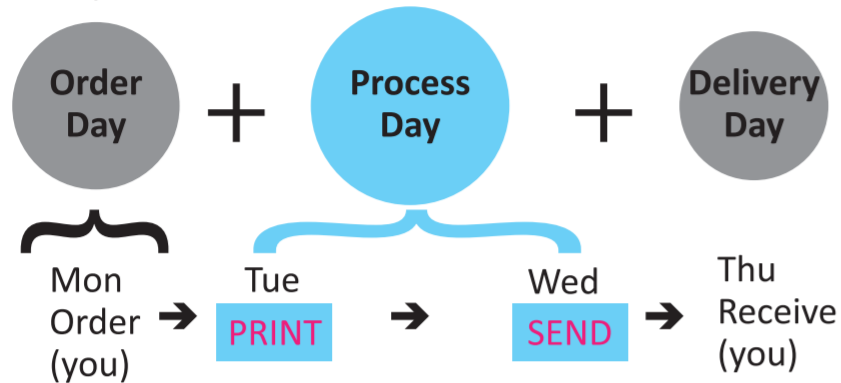 Order
Day
+
Process
Day
+
Delivery
Day
Mon
Order
(you)
Tue
PRINT
Wed
SEND
Thu
Receive
(you)